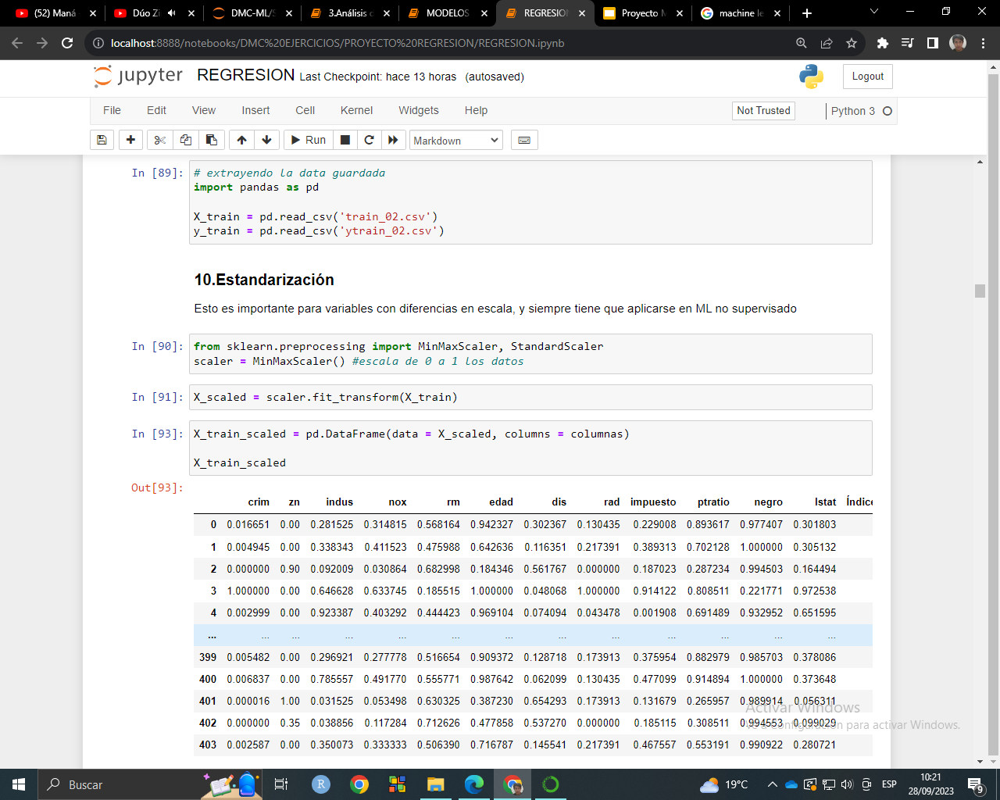 (52) Maná
Dúo Zi
DMC-ML/
3.Análisis
MODELOS
REGRESIO
Proyecto M
machine le
localhost:8888/notebooks/DMC%20EJERCICIOS/PROYECTO%20REGRESION/REGRESION.ipynb
jupyter REGRESION Last Checkpoint: hace 13 horas (autosaved)
Logout
File Edit View Insert Cell Kernel Widgets Help
Not Trusted
Python 3
Run
Markdown
In [89]: # extrayendo la data guardada
import pandas as pd
X_train = pd.read_csv('train_02.csv')
y_train = pd.read_csv('ytrain_02.csv')
10.Estandarización
Esto es importante para variables con diferencias en escala, y siempre tiene que aplicarse en ML no supervisado
In [90]: from sklearn.preprocessing import MinMaxScaler, StandardScaler
scaler = MinMaxScaler() #escala de 0 a 1 los datos
In [91]: X_scaled = scaler.fit_transform(X_train)
In [93]: X_train_scaled = pd.DataFrame(data = X_scaled, columns = columnas)
X_train_scaled
Out[93]:
crim zn indus nox rm edad dis rad impuesto ptratio negro lstat Índice
0 0.016651 0.00 0.281525 0.314815 0.568164 0.942327 0.302367 0.130435 0.229008 0.893617 0.977407 0.301803
1 0.004945 0.00 0.338343 0.411523 0.475988 0.642636 0.116351 0.217391 0.389313 0.702128 1.000000 0.305132
2 0.000000 0.90 0.092009 0.030864 0.682998 0.184346 0.561767 0.000000 0.187023 0.287234 0.994503 0.164494
3 1.000000 0.00 0.646628 0.633745 0.185515 1.000000 0.048068 1.000000 0.914122 0.808511 0.221771 0.972538
4 0.002999 0.00 0.923387 0.403292 0.444423 0.969104 0.074094 0.043478 0.001908 0.691489 0.932952 0.651595
... ... ... ... ... ... ... ... ... ... ... ... ...
399 0.005482 0.00 0.296921 0.277778 0.516654 0.909372 0.128718 0.173913 0.375954 0.882979 0.985703 0.378086
400 0.006837 0.00 0.785557 0.491770 0.555771 0.987642 0.062099 0.130435 0.477099 0.914894 1.000000 0.373648
401 0.000016 1.00 0.031525 0.053498 0.630325 0.387230 0.654293 0.173913 0.131679 0.265957 0.989914 0.056311
Activar Windows
402 0.000000 0.35 0.038856 0.117284 0.712626 0.477858 0.537270 0.000000 0.185115 0.308511 0.994553 0.099029
Ve a Configuración para activar Windows.
403 0.002587 0.00 0.350073 0.333333 0.506390 0.716787 0.145541 0.217391 0.467557 0.553191 0.990922 0.280721
Buscar
R
19°C
ESP
10:21
28/09/2023
9